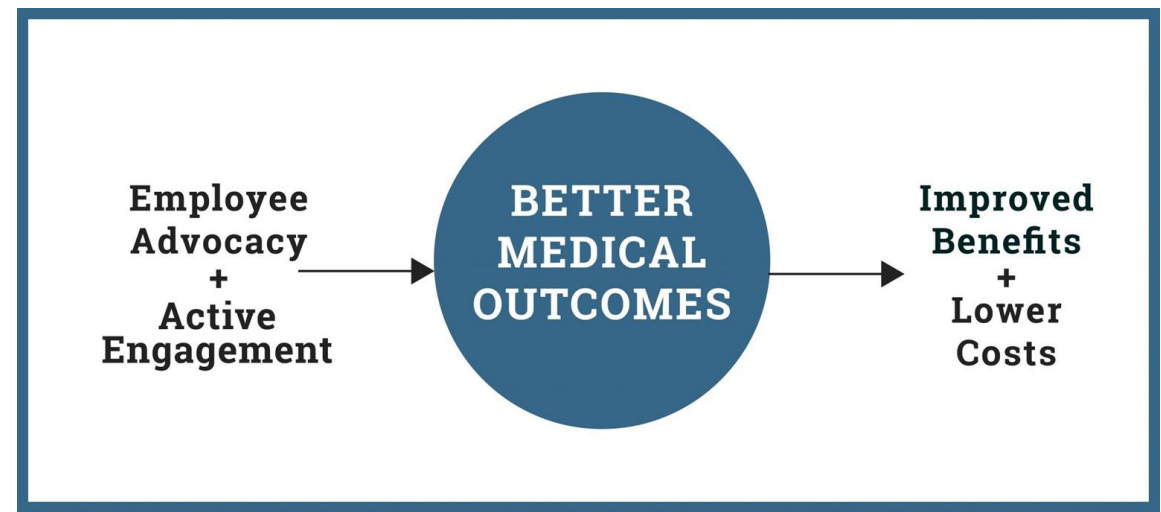 Employee
Advocacy
+
Active
Engagement
BETTER
MEDICAL
OUTCOMES
Improved
Benefits
+
Lower
Costs